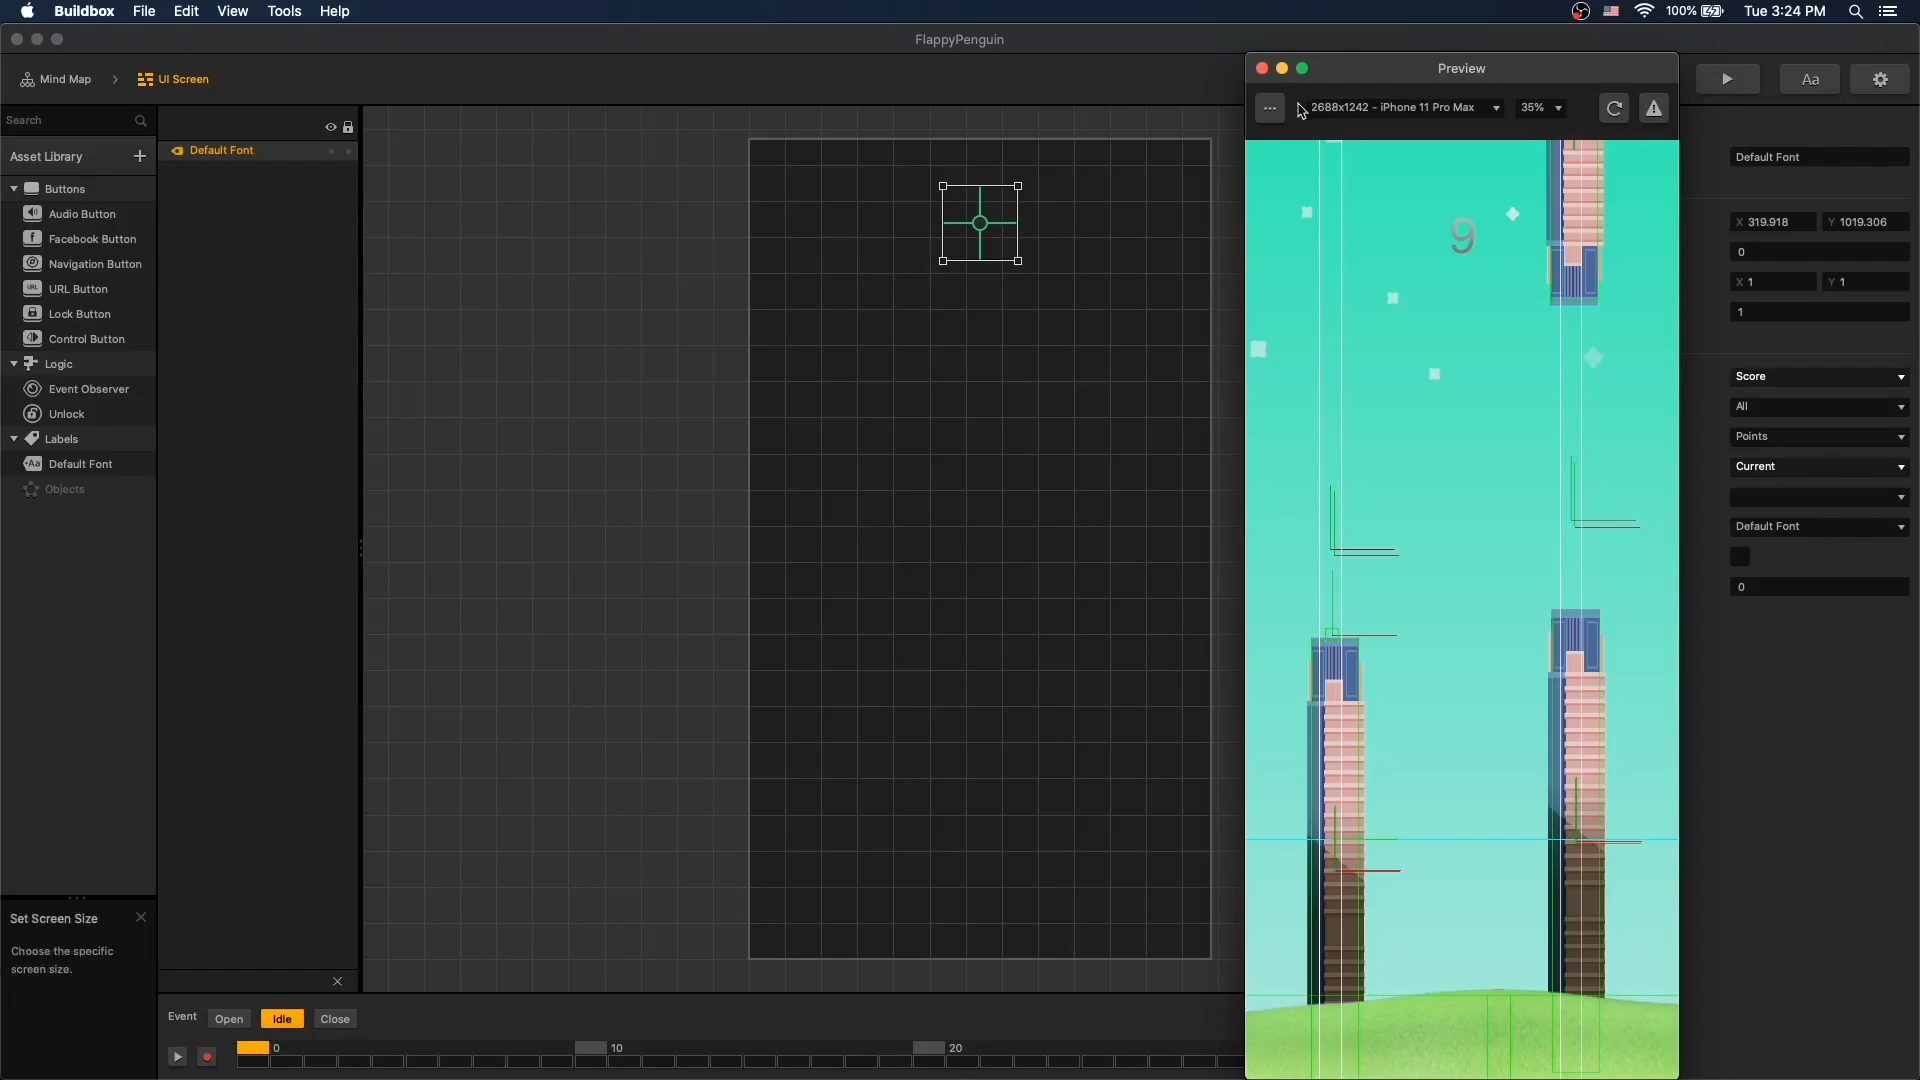 Buildbox File Edit View Tools Help
100% Tue 3:24 PM
FlappyPenguin
Mind Map UI Screen
Aa
Preview
2688x1242 - iPhone 11 Pro Max 35%
Search
Asset Library
Buttons
Audio Button
Facebook Button
Navigation Button
URL URL Button
Lock Button
Control Button
Logic
Event Observer
Unlock
Labels
Aa Default Font
Objects
Default Font
Set Screen Size
Choose the specific
screen size.
Event Open Idle Close
0 10 20
9
Default Font
X 319.918 Y 1019.306
0
X 1 Y 1
1
Score
All
Points
Current
Default Font
0